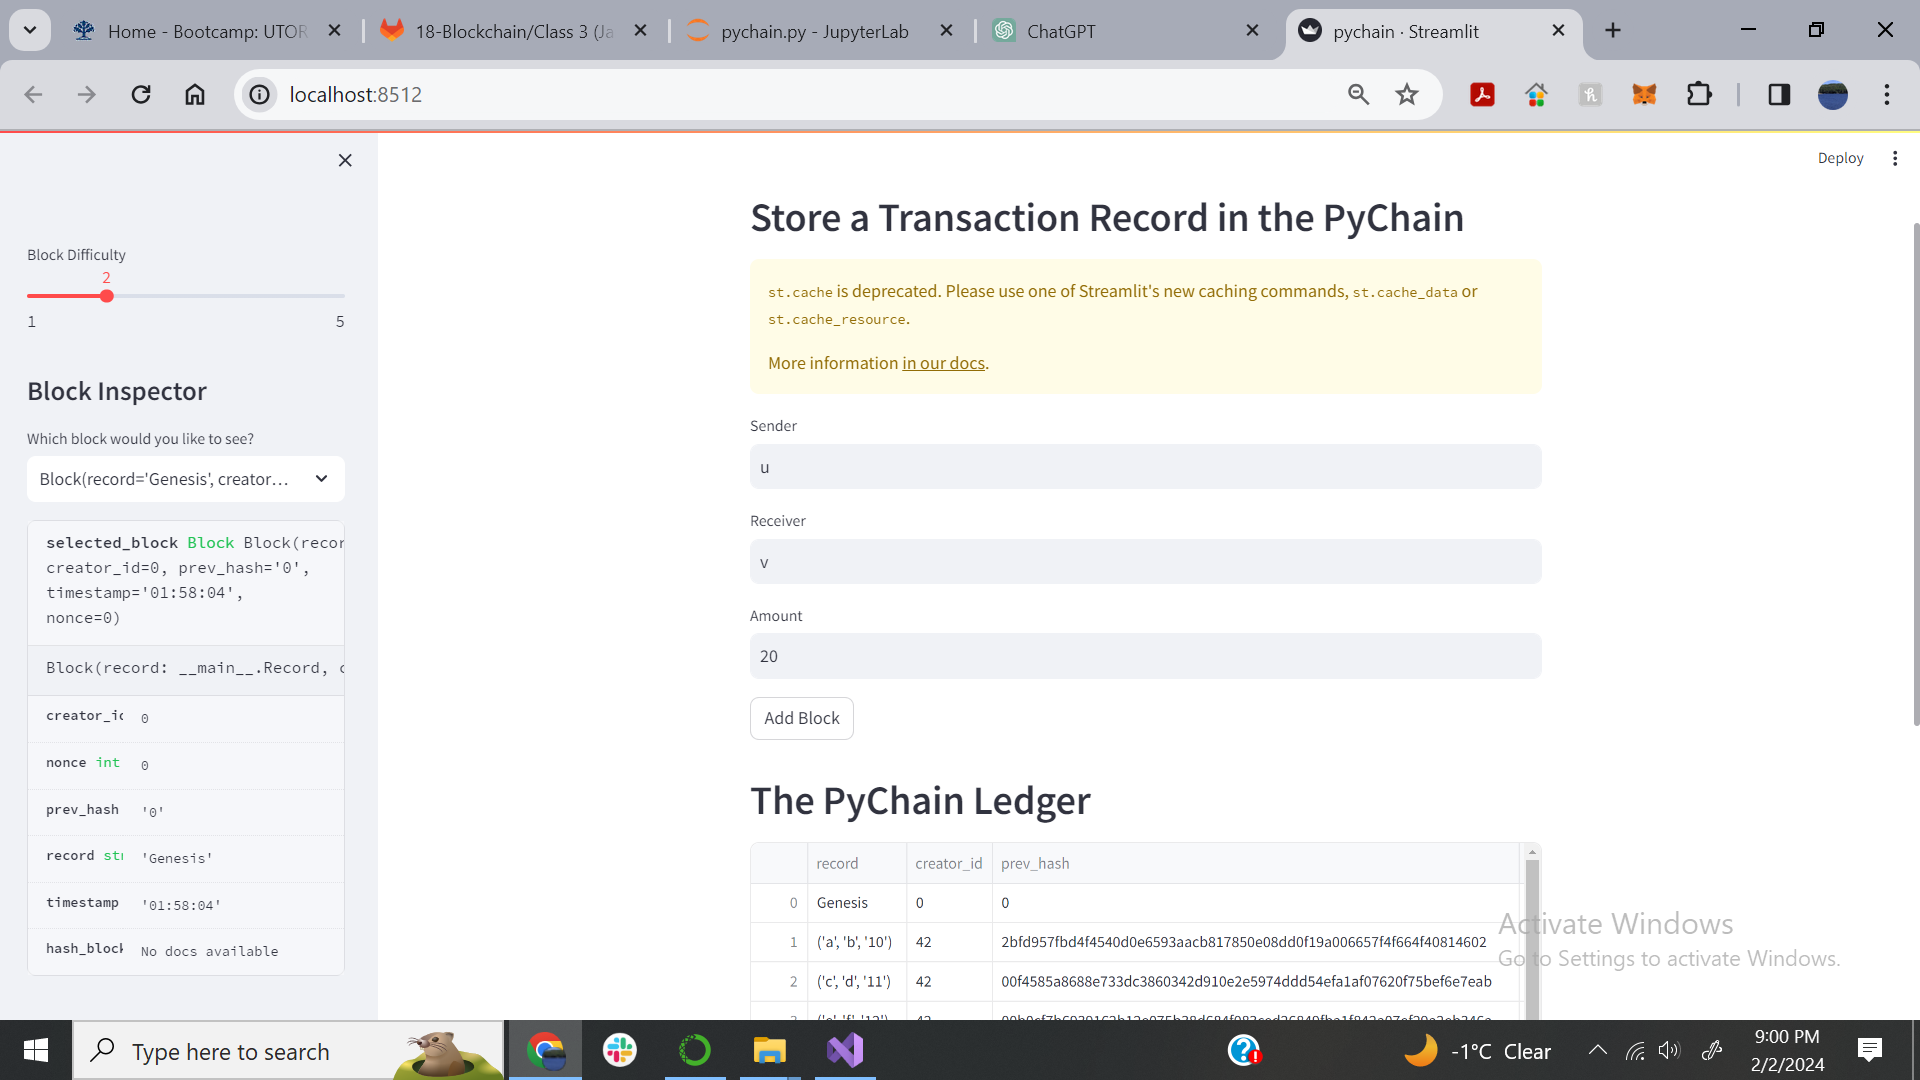 Home - Bootcamp: UTOR
18-Blockchain/Class 3 (Ja
pychain.py - JupyterLab
ChatGPT
pychain · Streamlit
localhost:8512
Deploy
Block Difficulty
2
1 5
Block Inspector
Which block would you like to see?
Block(record='Genesis', creator...
selected_block Block Block(recor
creator_id=0, prev_hash='0',
timestamp='01:58:04',
nonce=0)
Block(record: __main__.Record, c
creator_id 0
nonce int 0
prev_hash '0'
record str 'Genesis'
timestamp '01:58:04'
hash_block No docs available
Store a Transaction Record in the PyChain
st.cache is deprecated. Please use one of Streamlit's new caching commands, st.cache_data or
st.cache_resource.
More information in our docs.
Sender
u
Receiver
v
Amount
20
Add Block
The PyChain Ledger
record creator_id prev_hash
0 Genesis 0 0
1 ('a', 'b', '10') 42 2bfd957fbd4f4540d0e6593aacb817850e08dd0f19a006657f4f664f40814602
2 ('c', 'd', '11') 42 00f4585a8688e733dc3860342d910e2e5974ddd54efa1af07620f75bef6e7eab
Activate Windows
Go to Settings to activate Windows.
Type here to search
-1°C Clear
9:00 PM
2/2/2024